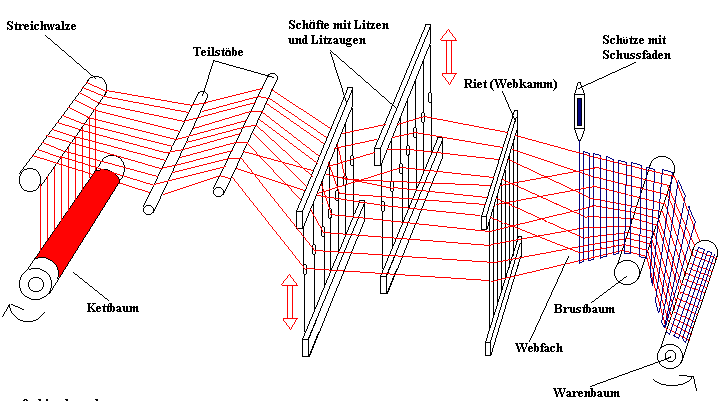 Streichwalze
Teilstäbe
Schäfte mit Litzen
und Litzaugen
Riet (Webkamm)
Schütze mit
Schussfaden
Kettbaum
Webfach
Brustbaum
Warenbaum